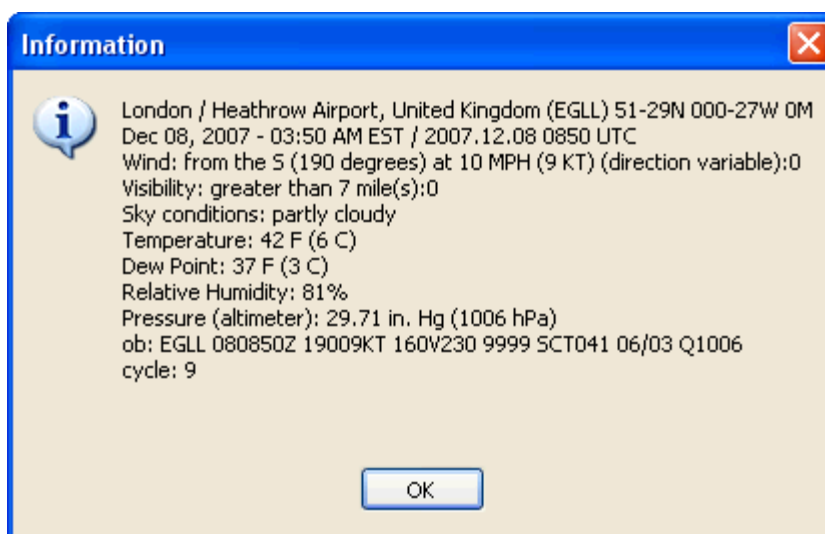 Information
London / Heathrow Airport, United Kingdom (EGLL) 51-29N 000-27W 0M
Dec 08, 2007 - 03:50 AM EST / 2007.12.08 0850 UTC
Wind: from the S (190 degrees) at 10 MPH (9 KT) (direction variable):0
Visibility: greater than 7 mile(s):0
Sky conditions: partly cloudy
Temperature: 42 F (6 C)
Dew Point: 37 F (3 C)
Relative Humidity: 81%
Pressure (altimeter): 29.71 in. Hg (1006 hPa)
ob: EGLL 080850Z 19009KT 160V230 9999 SCT041 06/03 Q1006
cycle: 9
OK